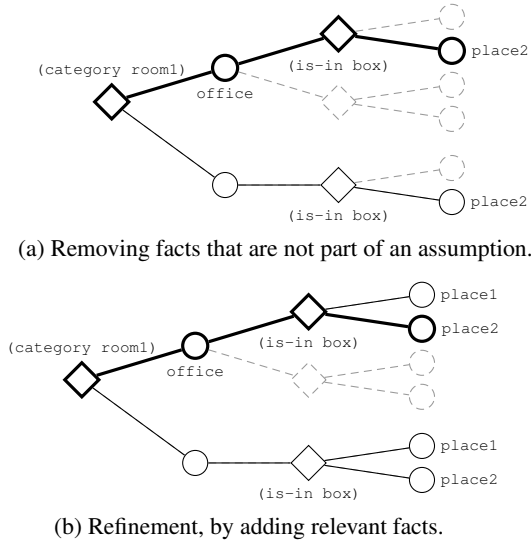 (category room1)
office
(is-in box)
place2
(is-in box)
place2
(a) Removing facts that are not part of an assumption.
(category room1)
office
(is-in box)
place1
place2
(is-in box)
place1
place2
(b) Refinement, by adding relevant facts.